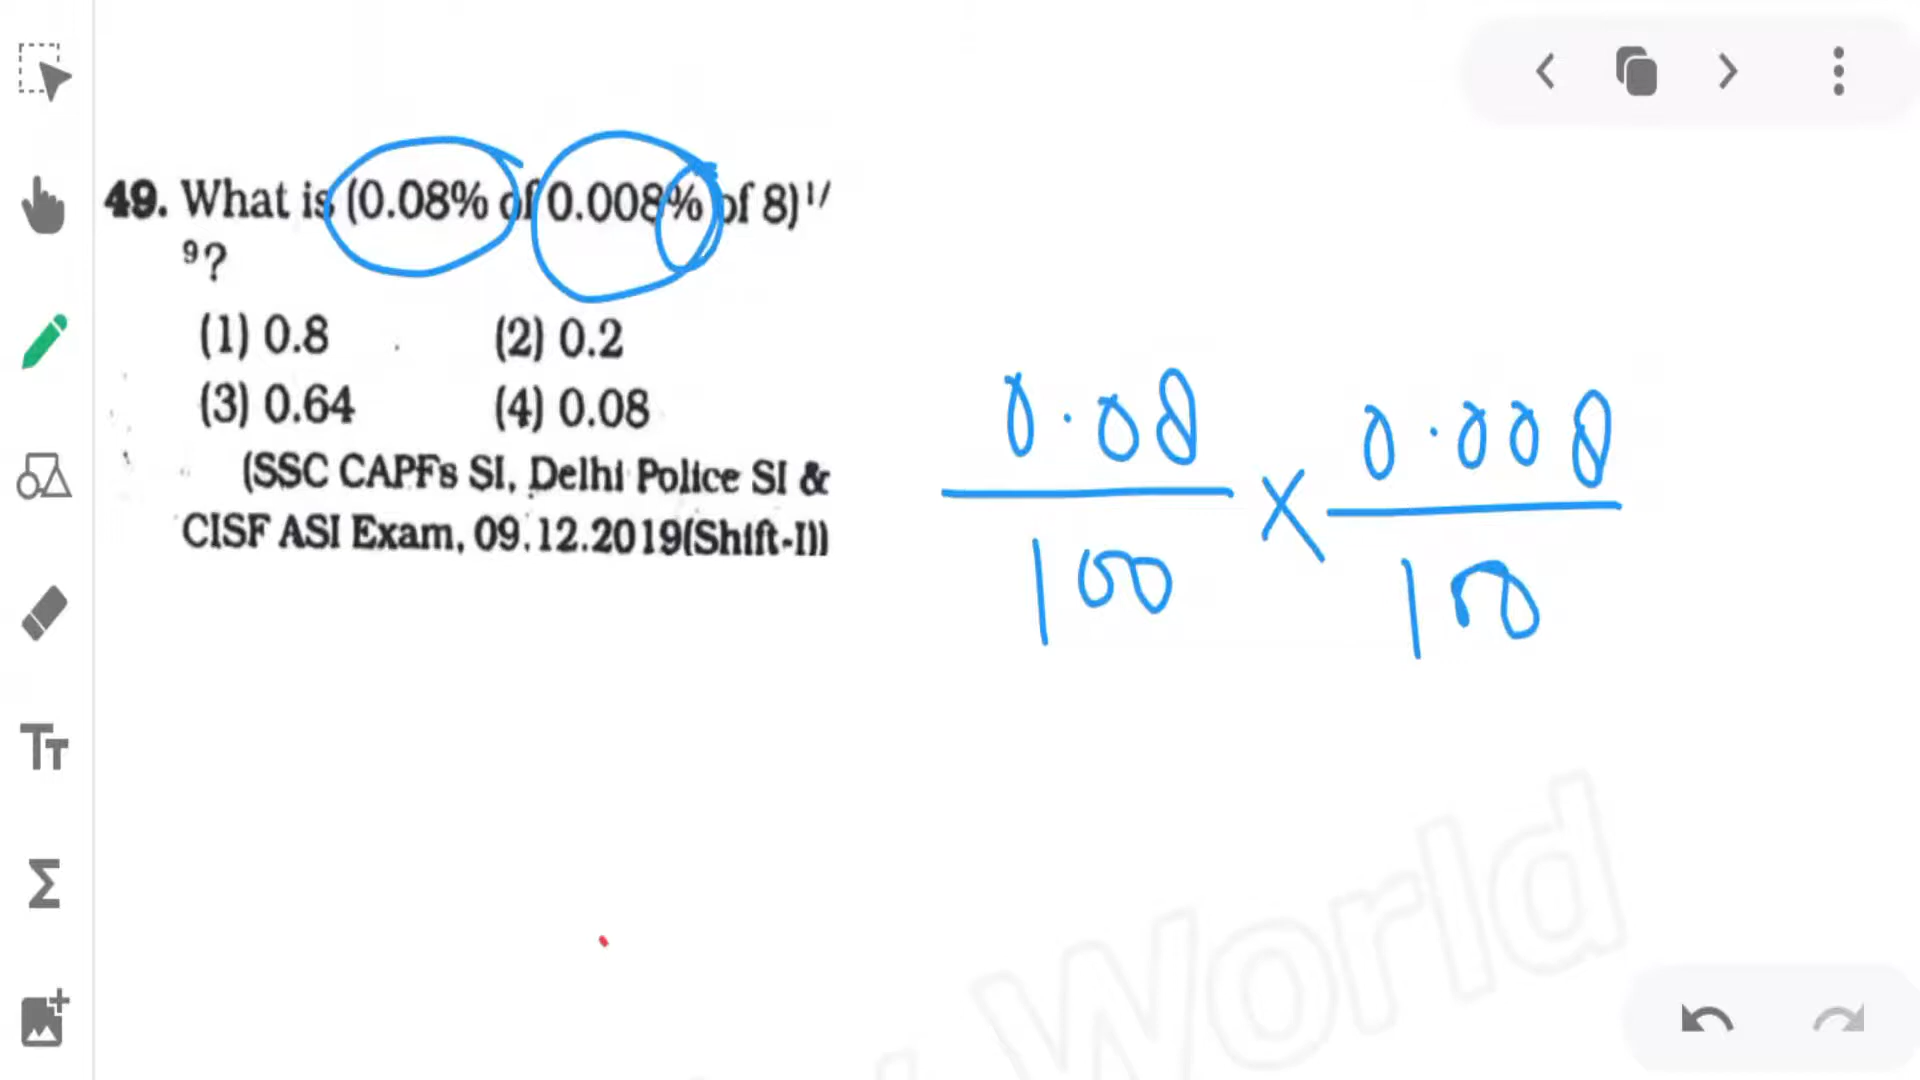 49. What is (0.08% of 0.008% of 8)¹/
⁹?
(1) 0.8 (2) 0.2
(3) 0.64 (4) 0.08
(SSC CAPFs SI, Delhi Police SI &
CISF ASI Exam, 09.12.2019(Shift-I))
0.08 × 0.008
100 100
Tт
Σ
World